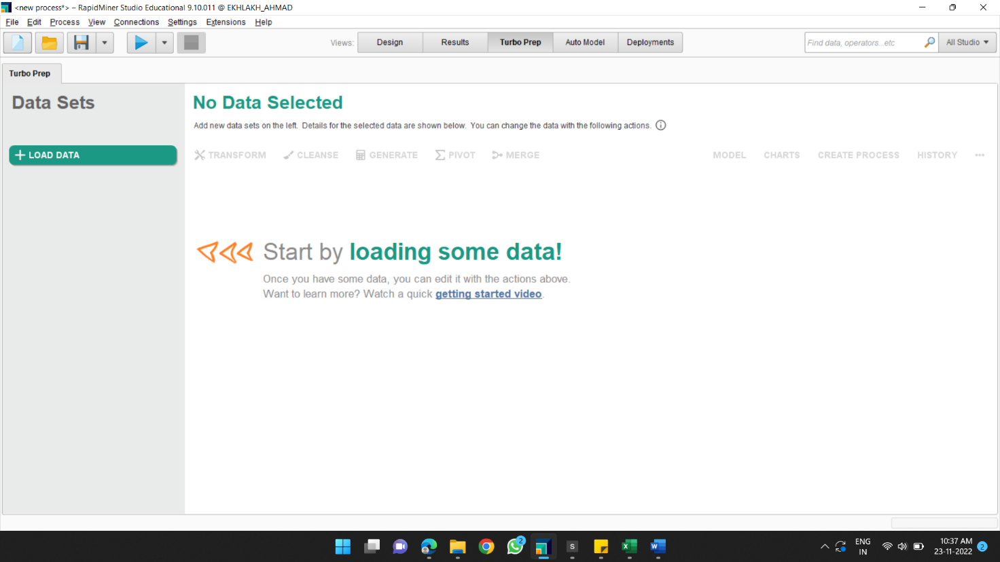 <new process*> – RapidMiner Studio Educational 9.10.011 @ EKHLAKH_AHMAD
File Edit Process View Connections Settings Extensions Help
Views: Design Results Turbo Prep Auto Model Deployments Find data, operators...etc All Studio
Turbo Prep
Data Sets
No Data Selected
Add new data sets on the left. Details for the selected data are shown below. You can change the data with the following actions.
LOAD DATA
TRANSFORM CLEANSE GENERATE PIVOT MERGE MODEL CHARTS CREATE PROCESS HISTORY •••
Start by loading some data!
Once you have some data, you can edit it with the actions above.
Want to learn more? Watch a quick getting started video.
2
S
X
W
ENG
IN
10:37 AM
23-11-2022
2